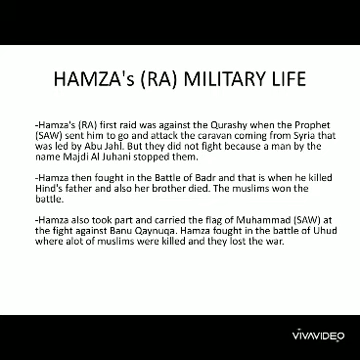 HAMZA's (RA) MILITARY LIFE
-Hamza's (RA) first raid was against the Qurashy when the Prophet
(SAW) sent him to go and attack the caravan coming from Syria that
was led by Abu Jahl. But they did not fight because a man by the
name Majdi Al Juhani stopped them.
-Hamza then fought in the Battle of Badr and that is when he killed
Hind's father and also her brother died. The muslims won the
battle.
-Hamza also took part and carried the flag of Muhammad (SAW) at
the fight against Banu Qaynuqa. Hamza fought in the battle of Uhud
where alot of muslims were killed and they lost the war.
VIVAVIDEO